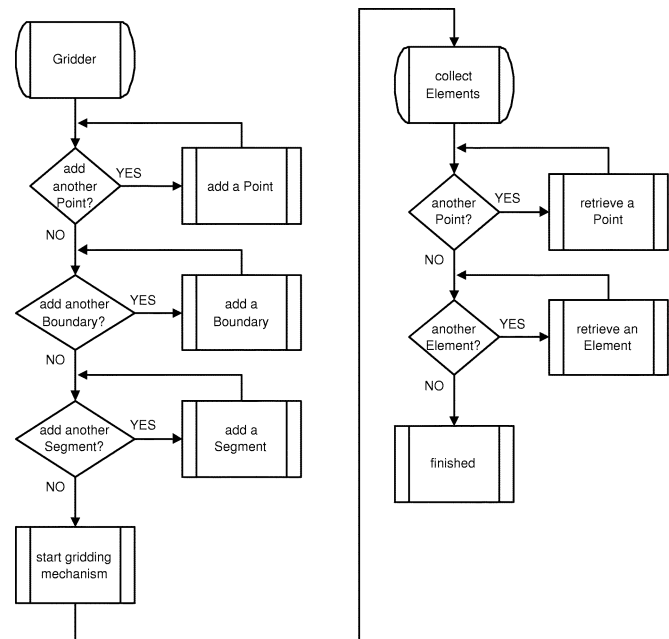 Gridder
add
another
Point?
YES
add a Point
NO
add another
Boundary?
YES
add a
Boundary
NO
add another
Segment?
YES
add a
Segment
NO
start gridding
mechanism
collect
Elements
another
Point?
YES
retrieve a
Point
NO
another
Element?
YES
retrieve an
Element
NO
finished